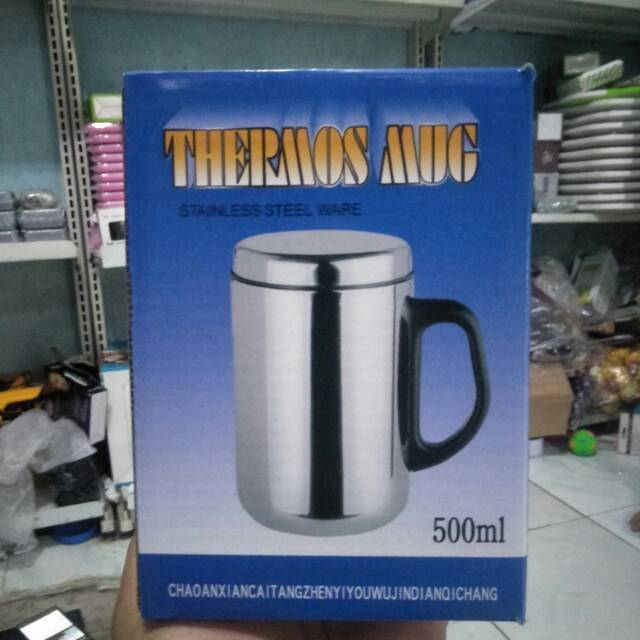 THERMOS MUG
STAINLESS STEEL WARE
500ml
CHAOANXIANCAITANGZHENYIYOUWUJINDIANQICHANG